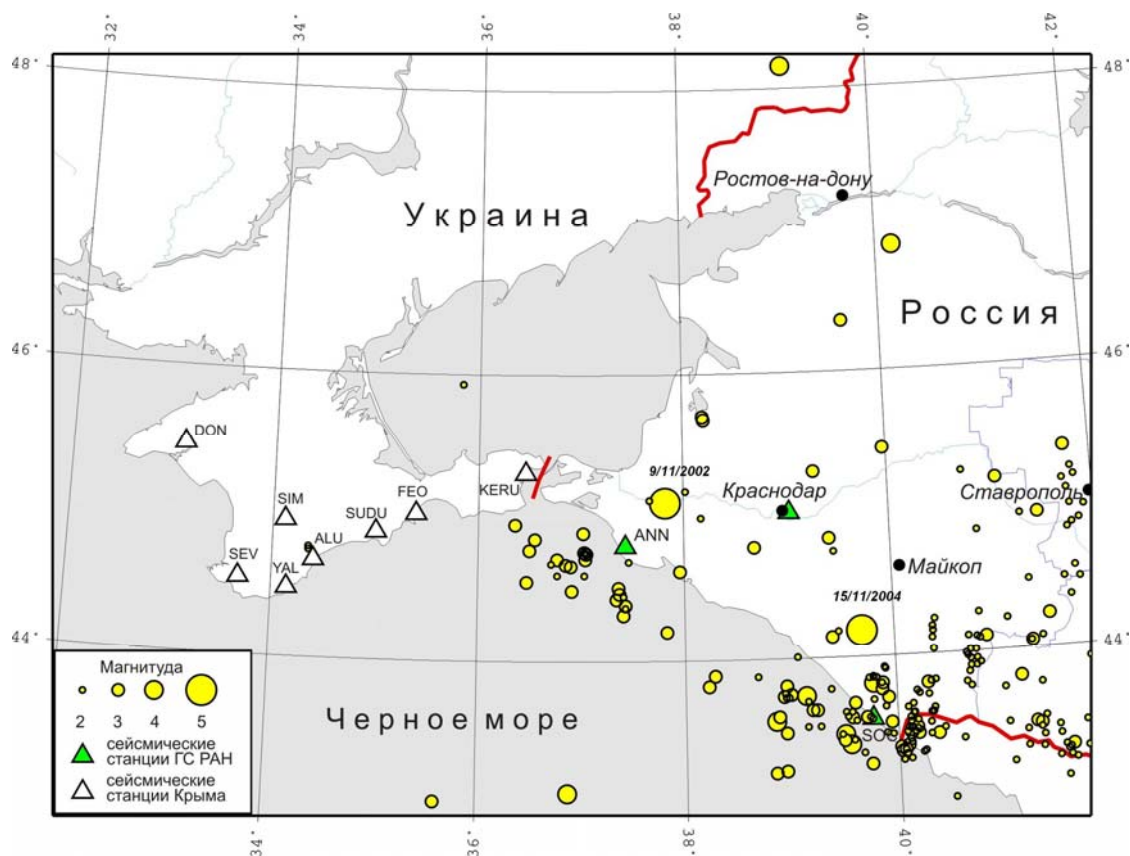 32°
34°
36°
38°
40°
42°
48°
48°
Ростов-на-дону
Украина
Россия
46°
46°
DON
9/11/2002
SIM
FEO
KERU
Краснодар
Ставрополь
SUDU
ALU
ANN
SEV
YAL
Майкоп
15/11/2004
44°
44°
Магнитуда
2 3 4 5
сейсмические
станции ГС РАН
сейсмические
станции Крыма
Черное море
34°
36°
38°
40°